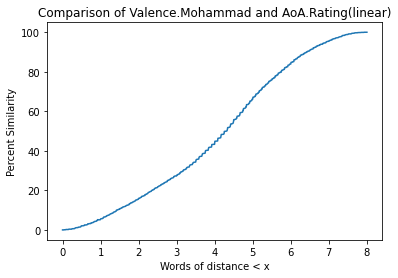 Comparison of Valence.Mohammad and AoA.Rating(linear)
100
80
60
40
20
0
Percent Similarity
0 1 2 3 4 5 6 7 8
Words of distance < x